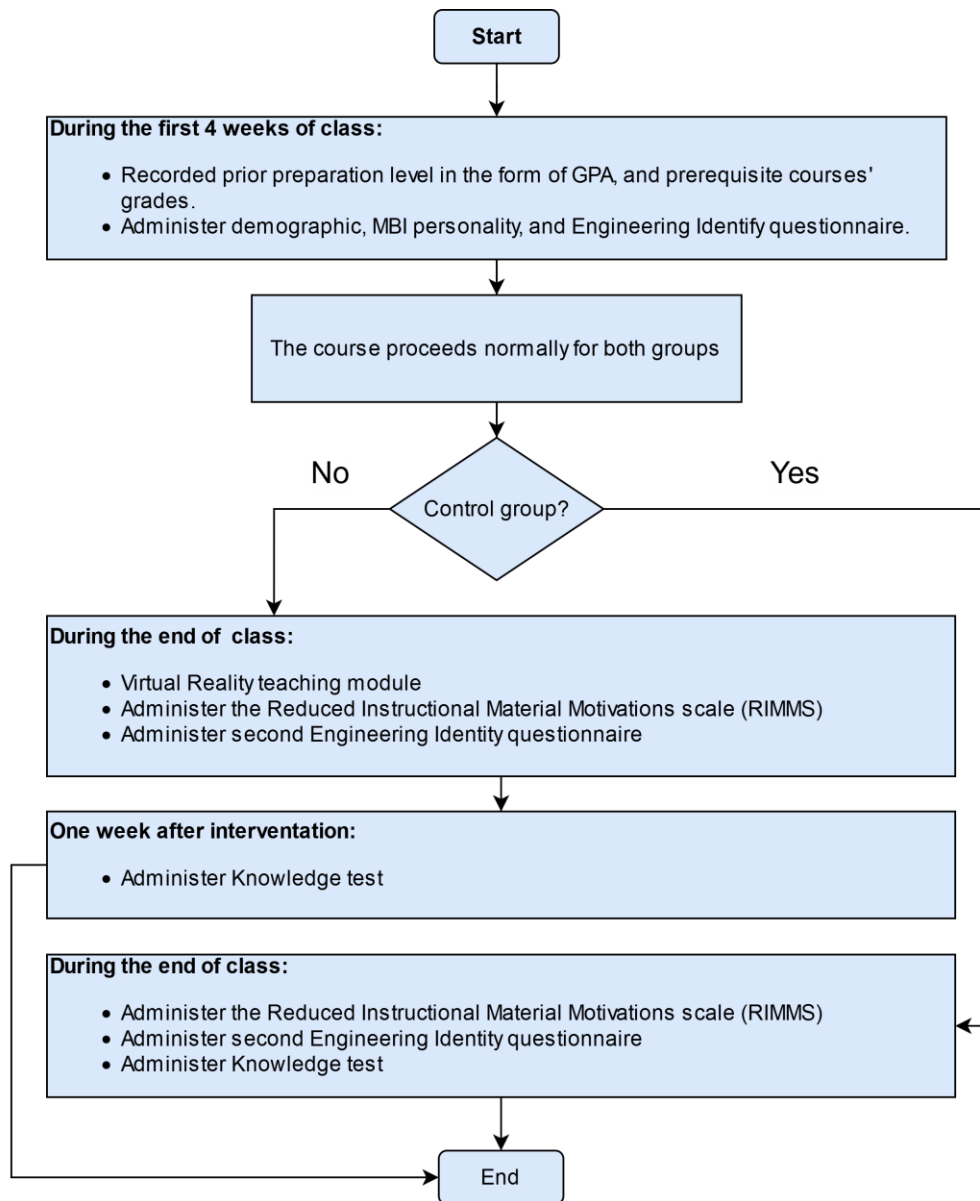 Start
During the first 4 weeks of class:
• Recorded prior preparation level in the form of GPA, and prerequisite courses'
grades.
• Administer demographic, MBI personality, and Engineering Identify questionnaire.
The course proceeds normally for both groups
No
Yes
Control group?
During the end of class:
• Virtual Reality teaching module
• Administer the Reduced Instructional Material Motivations scale (RIMMS)
• Administer second Engineering Identity questionnaire
One week after interventation:
• Administer Knowledge test
During the end of class:
• Administer the Reduced Instructional Material Motivations scale (RIMMS)
• Administer second Engineering Identity questionnaire
• Administer Knowledge test
End